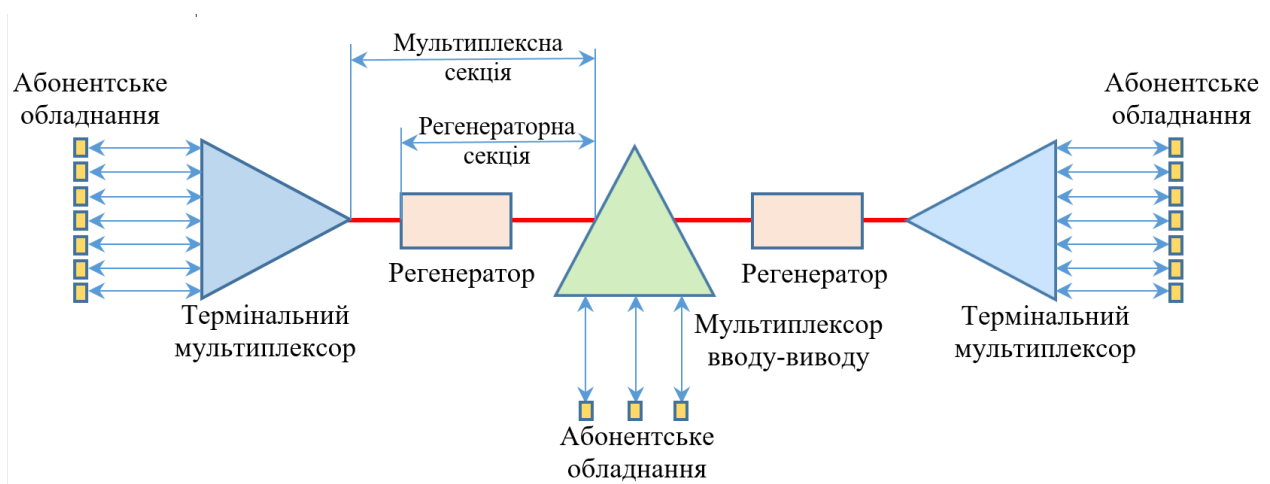 Мультиплексна
секція
Абонентське
обладнання
Абонентське
обладнання
Регенераторна
секція
Регенератор
Регенератор
Термінальний
мультиплексор
Мультиплексор
вводу-виводу
Термінальний
мультиплексор
Абонентське
обладнання